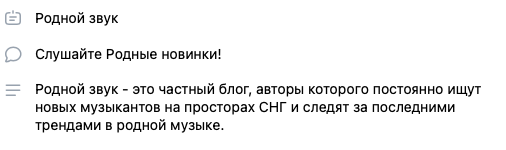 Родной звук
Слушайте Родные новинки!
Родной звук - это частный блог, авторы которого постоянно ищут
новых музыкантов на просторах СНГ и следят за последними
трендами в родной музыке.